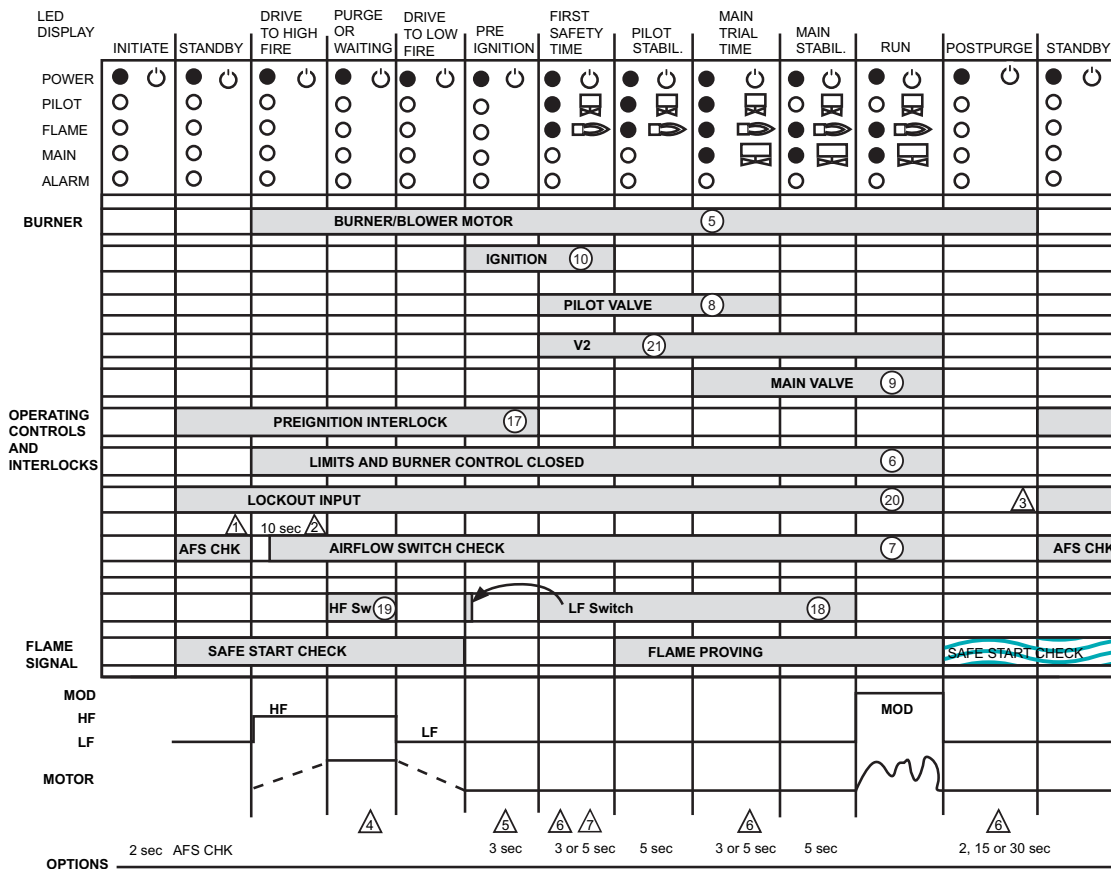 LED
DISPLAY
INITIATE
STANDBY
DRIVE
TO HIGH
FIRE
PURGE
OR
WAITING
DRIVE
TO LOW
FIRE
PRE
IGNITION
FIRST
SAFETY
TIME
PILOT
STABIL.
MAIN
TRIAL
TIME
MAIN
STABIL.
RUN
POSTPURGE
STANDBY
POWER
PILOT
FLAME
MAIN
ALARM
BURNER
BURNER/BLOWER MOTOR 5
IGNITION 10
PILOT VALVE 8
V2 21
MAIN VALVE 9
OPERATING
CONTROLS
AND
INTERLOCKS
PREIGNITION INTERLOCK 17
LIMITS AND BURNER CONTROL CLOSED 6
LOCKOUT INPUT 20 3
1 10 sec 2
AFS CHK AIRFLOW SWITCH CHECK 7 AFS CHK
HF Sw 19 LF Switch 18
FLAME
SIGNAL
SAFE START CHECK FLAME PROVING SAFE START CHECK
MOD
HF
LF
HF
LF
MOD
MOTOR
4 5 6 7 6 6
2 sec AFS CHK 3 sec 3 or 5 sec 5 sec 3 or 5 sec 5 sec 2, 15 or 30 sec
OPTIONS